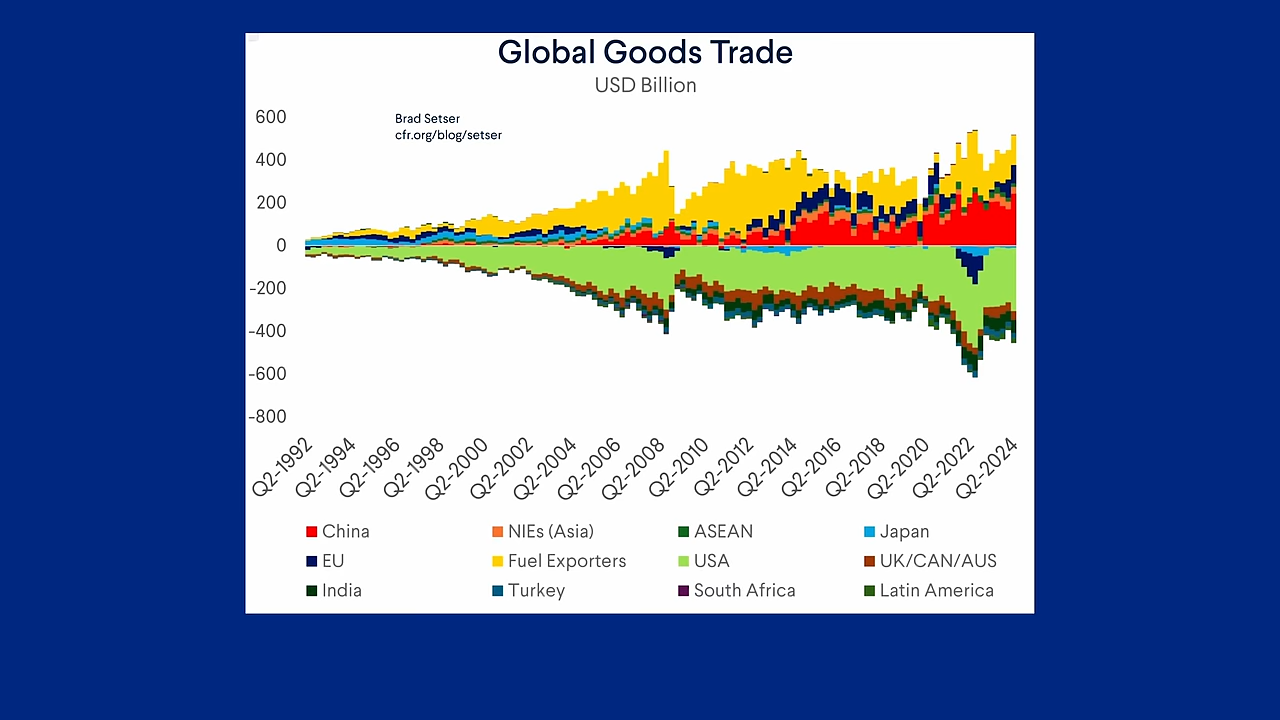 Global Goods Trade
USD Billion
Brad Setser
cfr.org/blog/setser
600
400
200
0
-200
-400
-600
-800
Q2-1992
Q2-1994
Q2-1996
Q2-1998
Q2-2000
Q2-2002
Q2-2004
Q2-2006
Q2-2008
Q2-2010
Q2-2012
Q2-2014
Q2-2016
Q2-2018
Q2-2020
Q2-2022
Q2-2024
China
NIEs (Asia)
ASEAN
Japan
EU
Fuel Exporters
USA
UK/CAN/AUS
India
Turkey
South Africa
Latin America